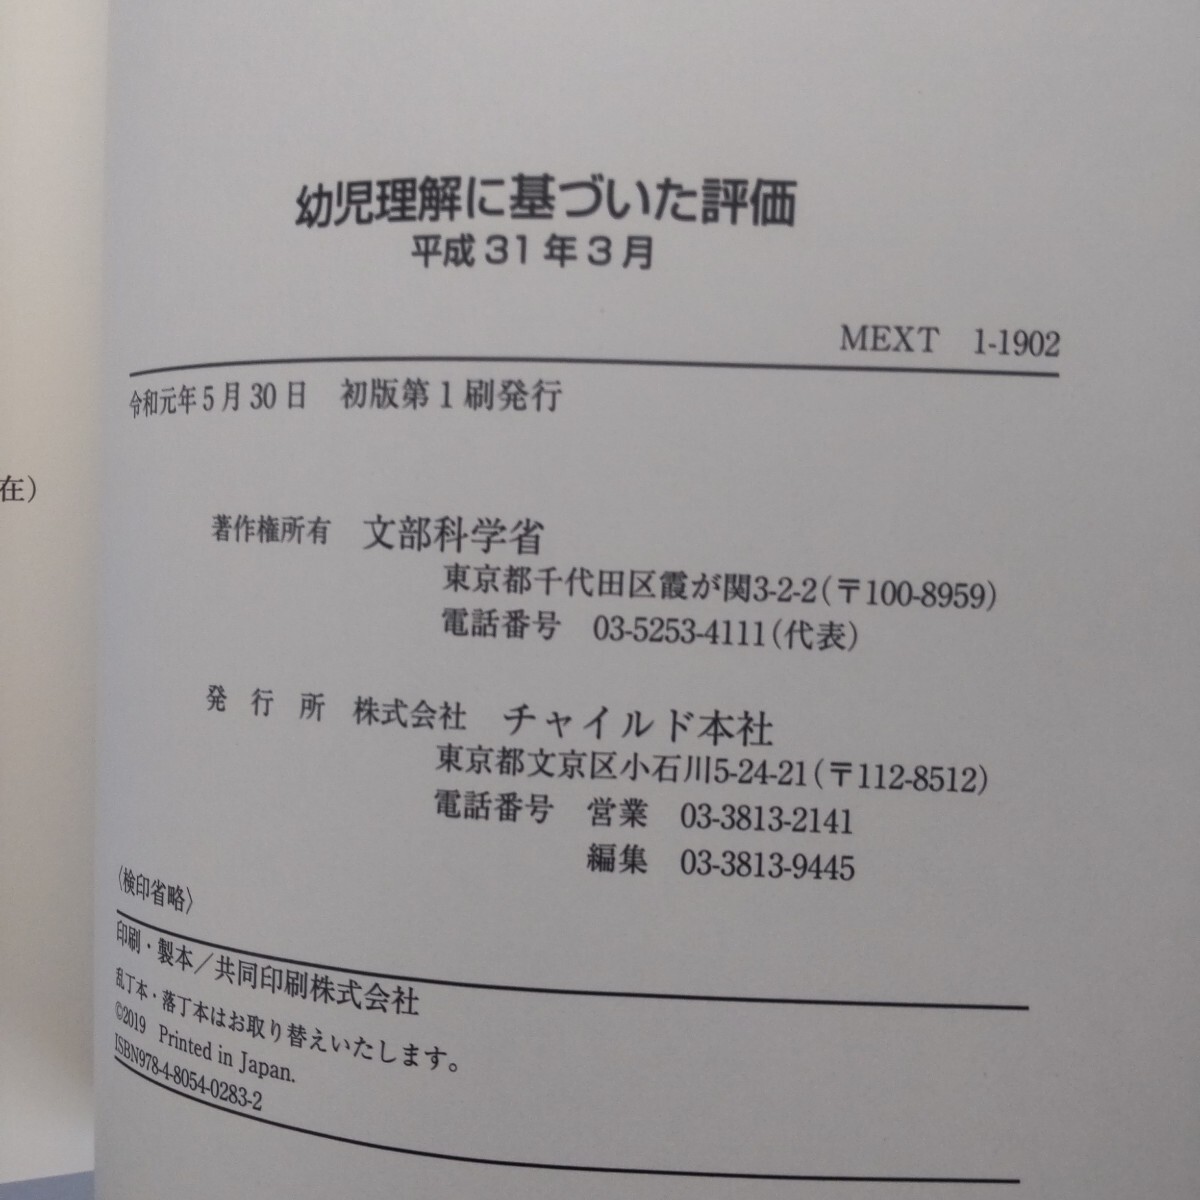 幼児理解に基づいた評価
平成31年3月
MEXT 1-1902
令和元年5月30日 初版第1刷発行
在）
著作権所有 文部科学省
東京都千代田区霞が関3-2-2（〒100-8959）
電話番号 03-5253-4111（代表）
発行所 株式会社 チャイルド本社
東京都文京区小石川5-24-21（〒112-8512）
電話番号 営業 03-3813-2141
編集 03-3813-9445
〈検印省略〉
印刷・製本／共同印刷株式会社
乱丁本・落丁本はお取り替えいたします。
©2019 Printed in Japan.
ISBN978-4-8054-0283-2